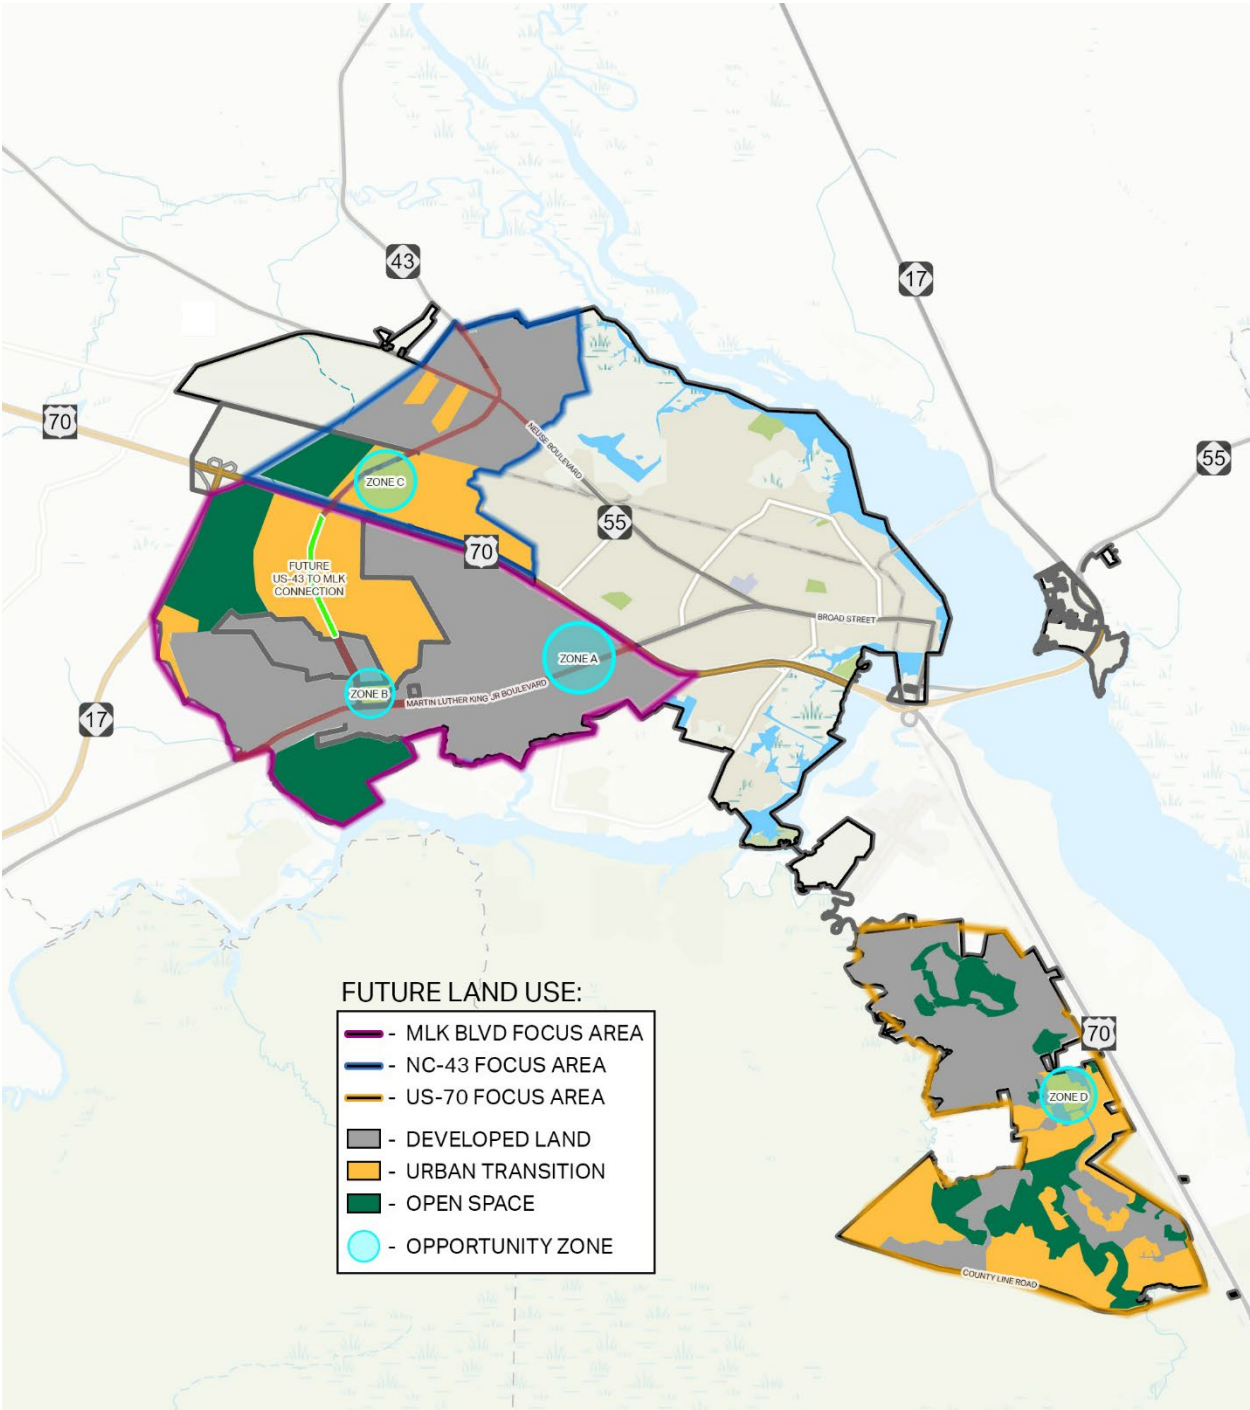 43
17
70
55
NEUSE BOULEVARD
ZONE C
55
70
FUTURE
US-43 TO MLK
CONNECTION
BROAD STREET
ZONE A
ZONE B
MARTIN LUTHER KING JR BOULEVARD
17
FUTURE LAND USE:
- MLK BLVD FOCUS AREA
- NC-43 FOCUS AREA
- US-70 FOCUS AREA
- DEVELOPED LAND
- URBAN TRANSITION
- OPEN SPACE
- OPPORTUNITY ZONE
70
ZONE D
COUNTY LINE ROAD